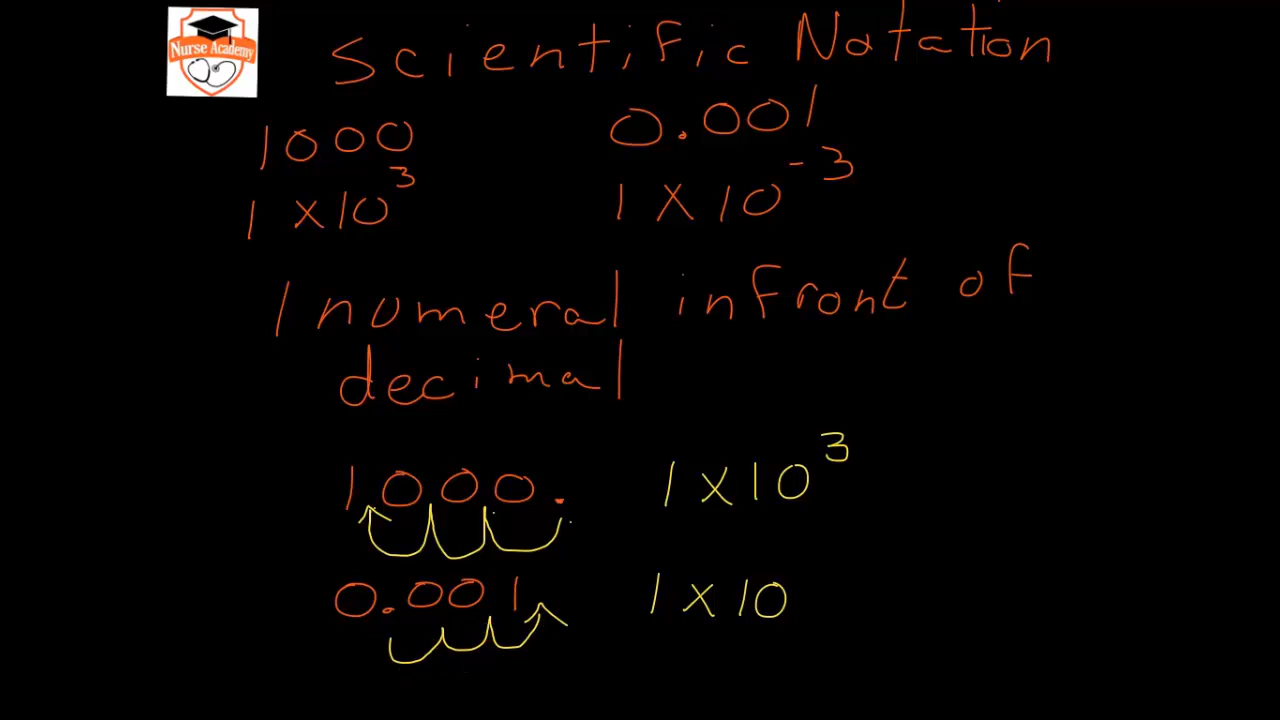 Nurse Academy
Scientific Notation
1000 0.001
1 x 10³ 1 x 10⁻³
1 numeral infront of
decimal
1000. 1 x 10³
0.001 1 x 10